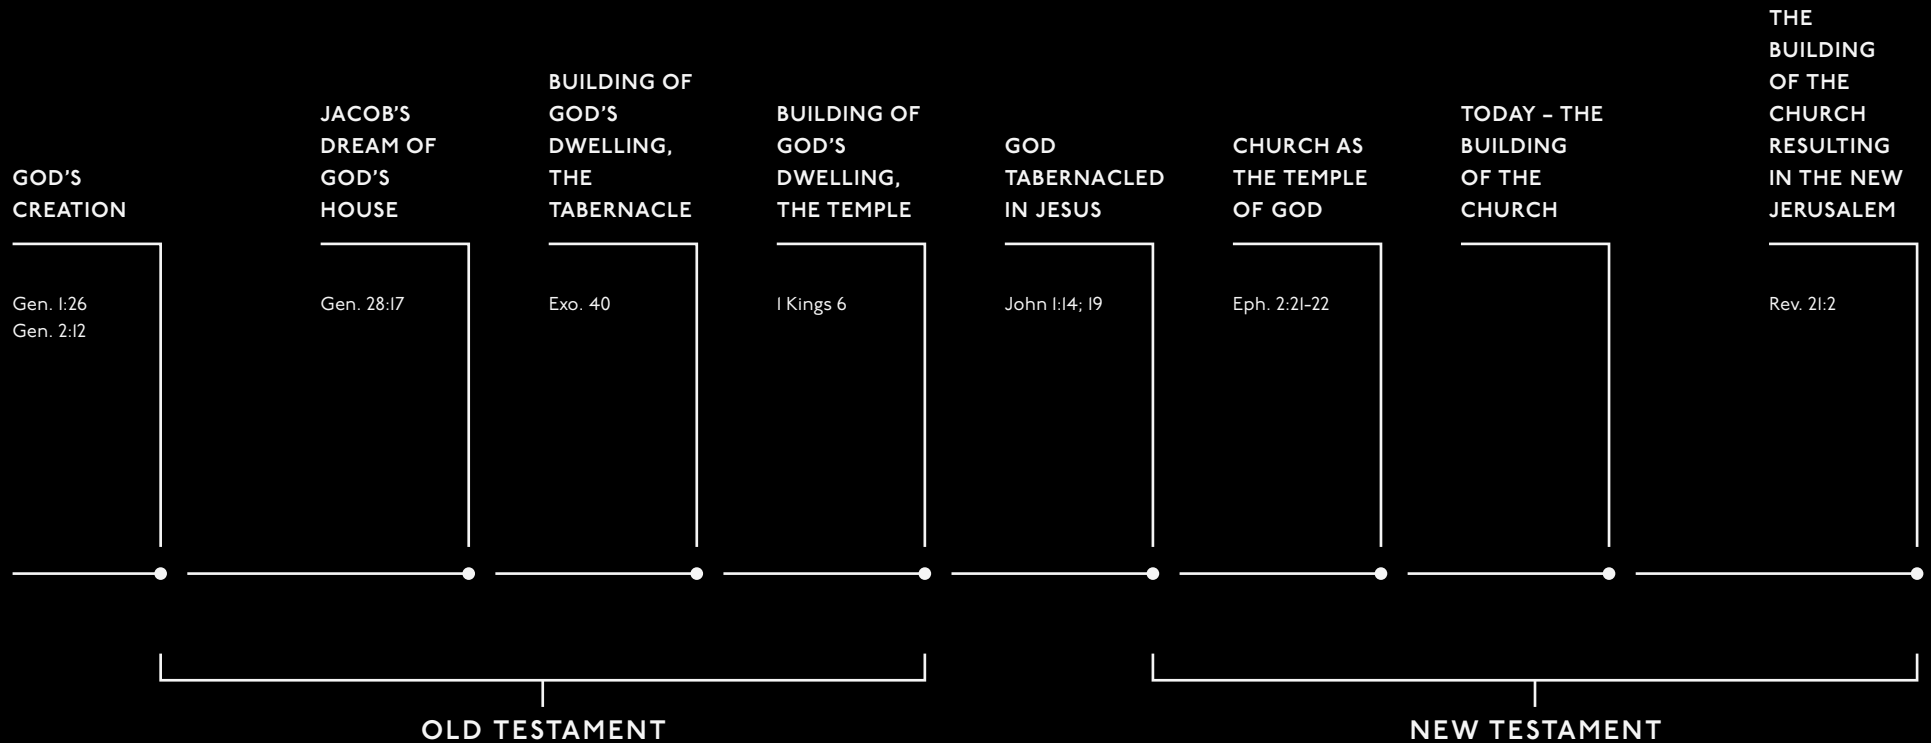 GOD’S
CREATION
Gen. 1:26
Gen. 2:12
JACOB’S
DREAM OF
GOD’S
HOUSE
Gen. 28:17
BUILDING OF
GOD’S
DWELLING,
THE
TABERNACLE
Exo. 40
BUILDING OF
GOD’S
DWELLING,
THE TEMPLE
1 Kings 6
GOD
TABERNACLED
IN JESUS
John 1:14; 19
CHURCH AS
THE TEMPLE
OF GOD
Eph. 2:21-22
TODAY – THE
BUILDING
OF THE
CHURCH
THE
BUILDING
OF THE
CHURCH
RESULTING
IN THE NEW
JERUSALEM
Rev. 21:2
OLD TESTAMENT
NEW TESTAMENT